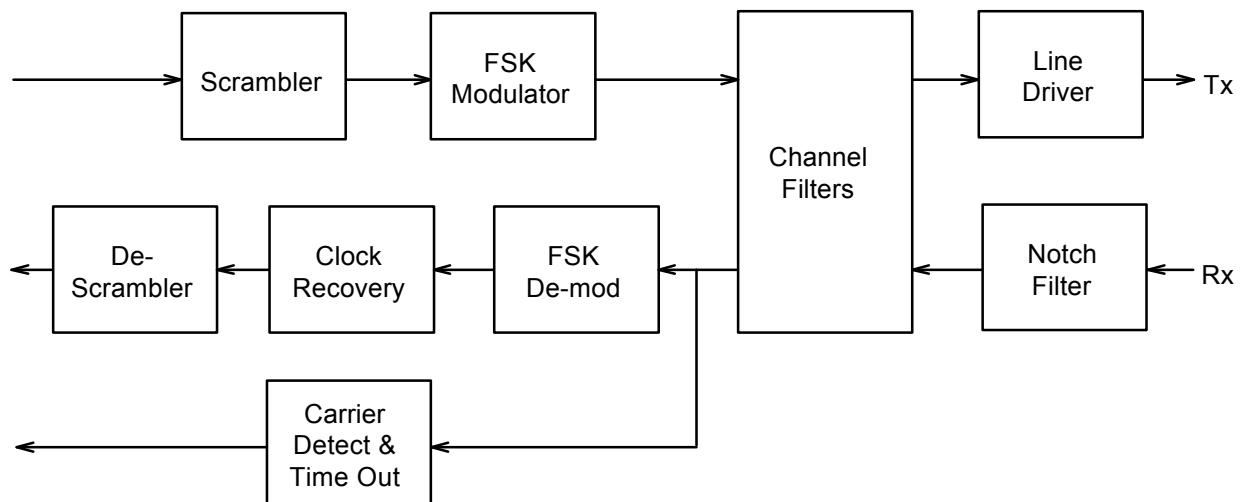 Scrambler
FSK
Modulator
Channel
Filters
Line
Driver
Tx
De-
Scrambler
Clock
Recovery
FSK
De-mod
Notch
Filter
Rx
Carrier
Detect &
Time Out